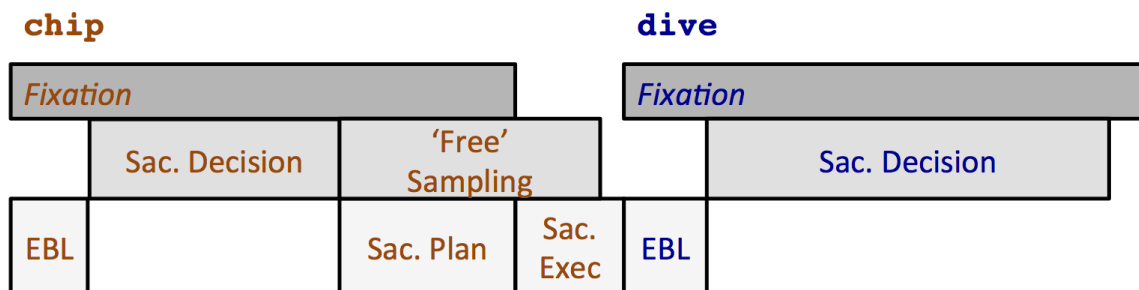 chip dive
Fixation Fixation
Sac. Decision ‘Free’ Sampling Sac. Decision
EBL Sac. Plan Sac. Exec EBL